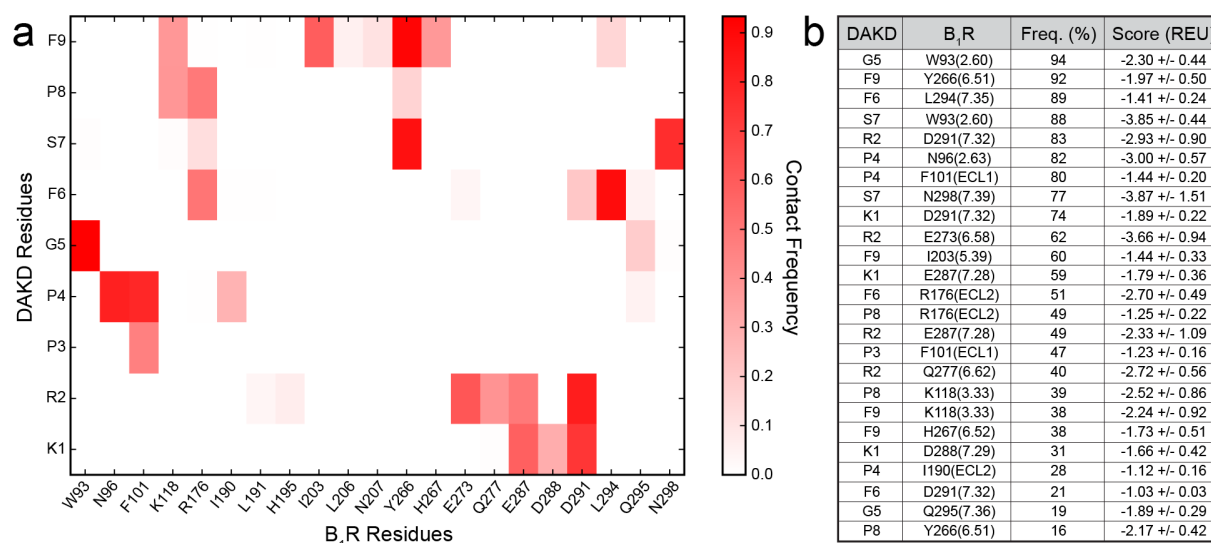 a
DAKD Residues
F9
P8
S7
F6
G5
P4
P3
R2
K1
W93 N96 F101 K118 R176 I190 L191 H195 I203 L206 N207 Y266 H267 E273 Q277 E287 D288 D291 L294 Q295 N298
B₁R Residues
0.9
0.8
0.7
0.6
0.5
0.4
0.3
0.2
0.1
0.0
Contact Frequency
b
DAKD B₁R Freq. (%) Score (REU)
G5 W93(2.60) 94 -2.30 +/- 0.44
F9 Y266(6.51) 92 -1.97 +/- 0.50
F6 L294(7.35) 89 -1.41 +/- 0.24
S7 W93(2.60) 88 -3.85 +/- 0.44
R2 D291(7.32) 83 -2.93 +/- 0.90
P4 N96(2.63) 82 -3.00 +/- 0.57
P4 F101(ECL1) 80 -1.44 +/- 0.20
S7 N298(7.39) 77 -3.87 +/- 1.51
K1 D291(7.32) 74 -1.89 +/- 0.22
R2 E273(6.58) 62 -3.66 +/- 0.94
F9 I203(5.39) 60 -1.44 +/- 0.33
K1 E287(7.28) 59 -1.79 +/- 0.36
F6 R176(ECL2) 51 -2.70 +/- 0.49
P8 R176(ECL2) 49 -1.25 +/- 0.22
R2 E287(7.28) 49 -2.33 +/- 1.09
P3 F101(ECL1) 47 -1.23 +/- 0.16
R2 Q277(6.62) 40 -2.72 +/- 0.56
P8 K118(3.33) 39 -2.52 +/- 0.86
F9 K118(3.33) 38 -2.24 +/- 0.92
F9 H267(6.52) 38 -1.73 +/- 0.51
K1 D288(7.29) 31 -1.66 +/- 0.42
P4 I190(ECL2) 28 -1.12 +/- 0.16
F6 D291(7.32) 21 -1.03 +/- 0.03
G5 Q295(7.36) 19 -1.89 +/- 0.29
P8 Y266(6.51) 16 -2.17 +/- 0.42